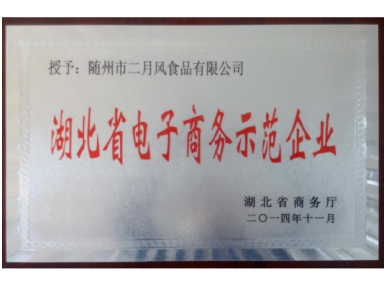 授予：随州市二月风食品有限公司
湖北省电子商务示范企业
湖北省商务厅
二〇一四年十一月